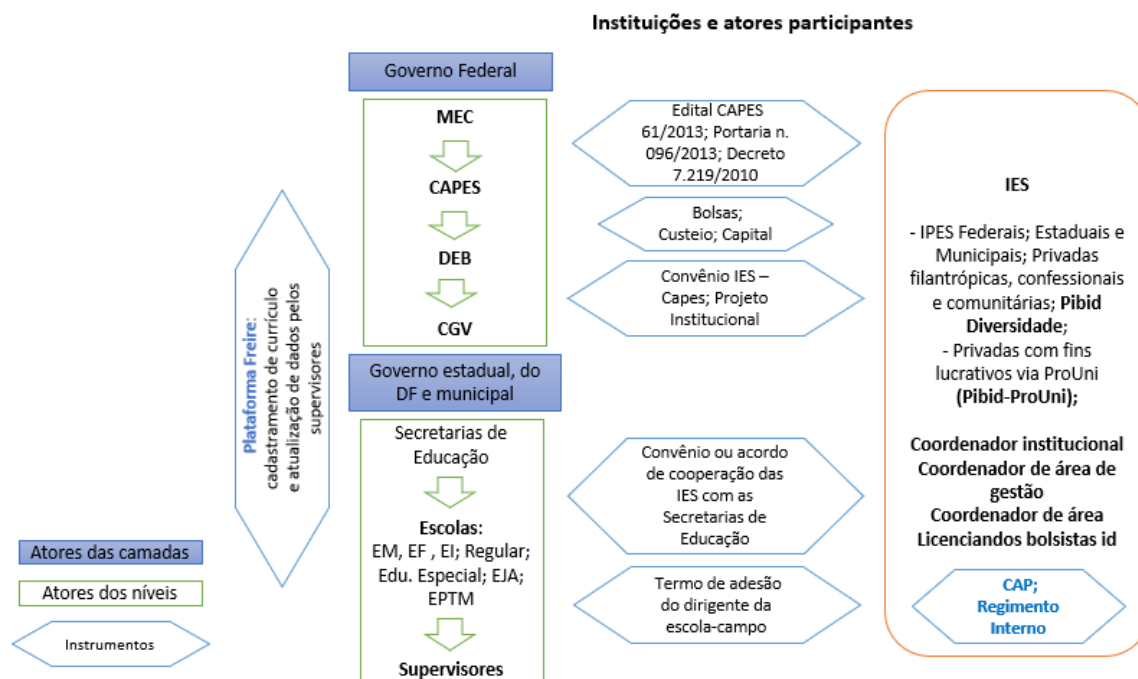 Instituições e atores participantes
Governo Federal
MEC
CAPES
DEB
CGV
Edital CAPES
61/2013; Portaria n.
096/2013; Decreto
7.219/2010
Bolsas;
Custeio; Capital
Convênio IES –
Capes; Projeto
Institucional
Plataforma Freire:
cadastramento de currículo
e atualização de dados pelos
supervisores
Governo estadual, do
DF e municipal
Secretarias de
Educação
Escolas:
EM, EF , EI; Regular;
Edu. Especial; EJA;
EPTM
Supervisores
Convênio ou acordo
de cooperação das
IES com as
Secretarias de
Educação
Termo de adesão
do dirigente da
escola-campo
IES
- IPES Federais; Estaduais e
Municipais; Privadas
filantrópicas, confessionais
e comunitárias; Pibid
Diversidade;
- Privadas com fins
lucrativos via ProUni
(Pibid-ProUni);
Coordenador institucional
Coordenador de área de
gestão
Coordenador de área
Licenciandos bolsistas id
CAP;
Regimento
Interno
Atores das camadas
Atores dos níveis
Instrumentos